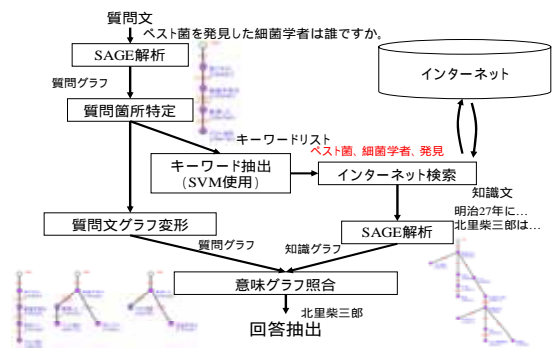 質問文
ペスト菌を発見した細菌学者は誰ですか。
SAGE解析
インターネット
質問グラフ
質問箇所特定
キーワードリスト
ペスト菌、細菌学者、発見
キーワード抽出
(SVM使用)
インターネット検索
知識文
明治27年に…
北里柴三郎は…
質問文グラフ変形
SAGE解析
質問グラフ
知識グラフ
意味グラフ照合
北里柴三郎
回答抽出